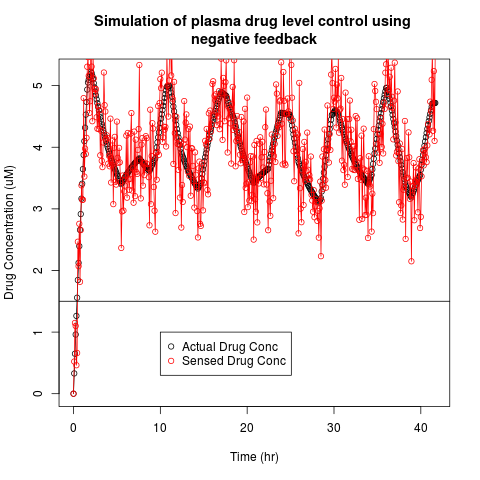 Simulation of plasma drug level control using
negative feedback
Drug Concentration (uM)
5
4
3
2
1
0
Actual Drug Conc
Sensed Drug Conc
0 10 20 30 40
Time (hr)